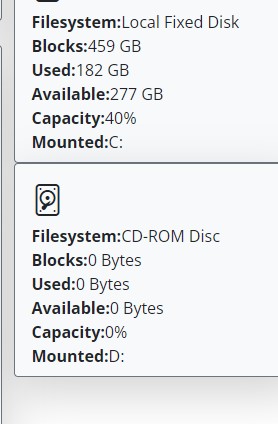 Filesystem:Local Fixed Disk
Blocks:459 GB
Used:182 GB
Available:277 GB
Capacity:40%
Mounted:C:
Filesystem:CD-ROM Disc
Blocks:0 Bytes
Used:0 Bytes
Available:0 Bytes
Capacity:0%
Mounted:D: